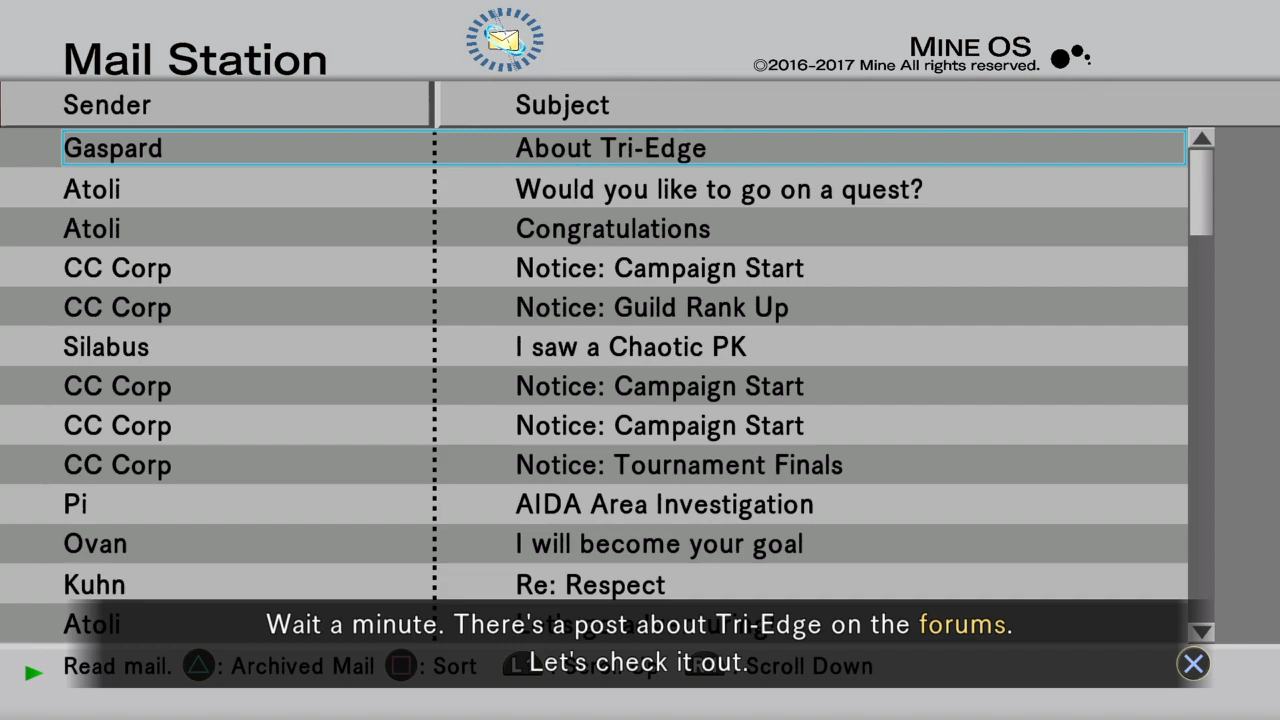 Mail Station
MINE OS
©2016-2017 Mine All rights reserved.
Sender Subject
Gaspard About Tri-Edge
Atoli Would you like to go on a quest?
Atoli Congratulations
CC Corp Notice: Campaign Start
CC Corp Notice: Guild Rank Up
Silabus I saw a Chaotic PK
CC Corp Notice: Campaign Start
CC Corp Notice: Campaign Start
CC Corp Notice: Tournament Finals
Pi AIDA Area Investigation
Ovan I will become your goal
Kuhn Re: Respect
Atoli
Wait a minute. There's a post about Tri-Edge on the forums.
Let's check it out.
Read mail. : Archived Mail : Sort : Scroll Up : Scroll Down